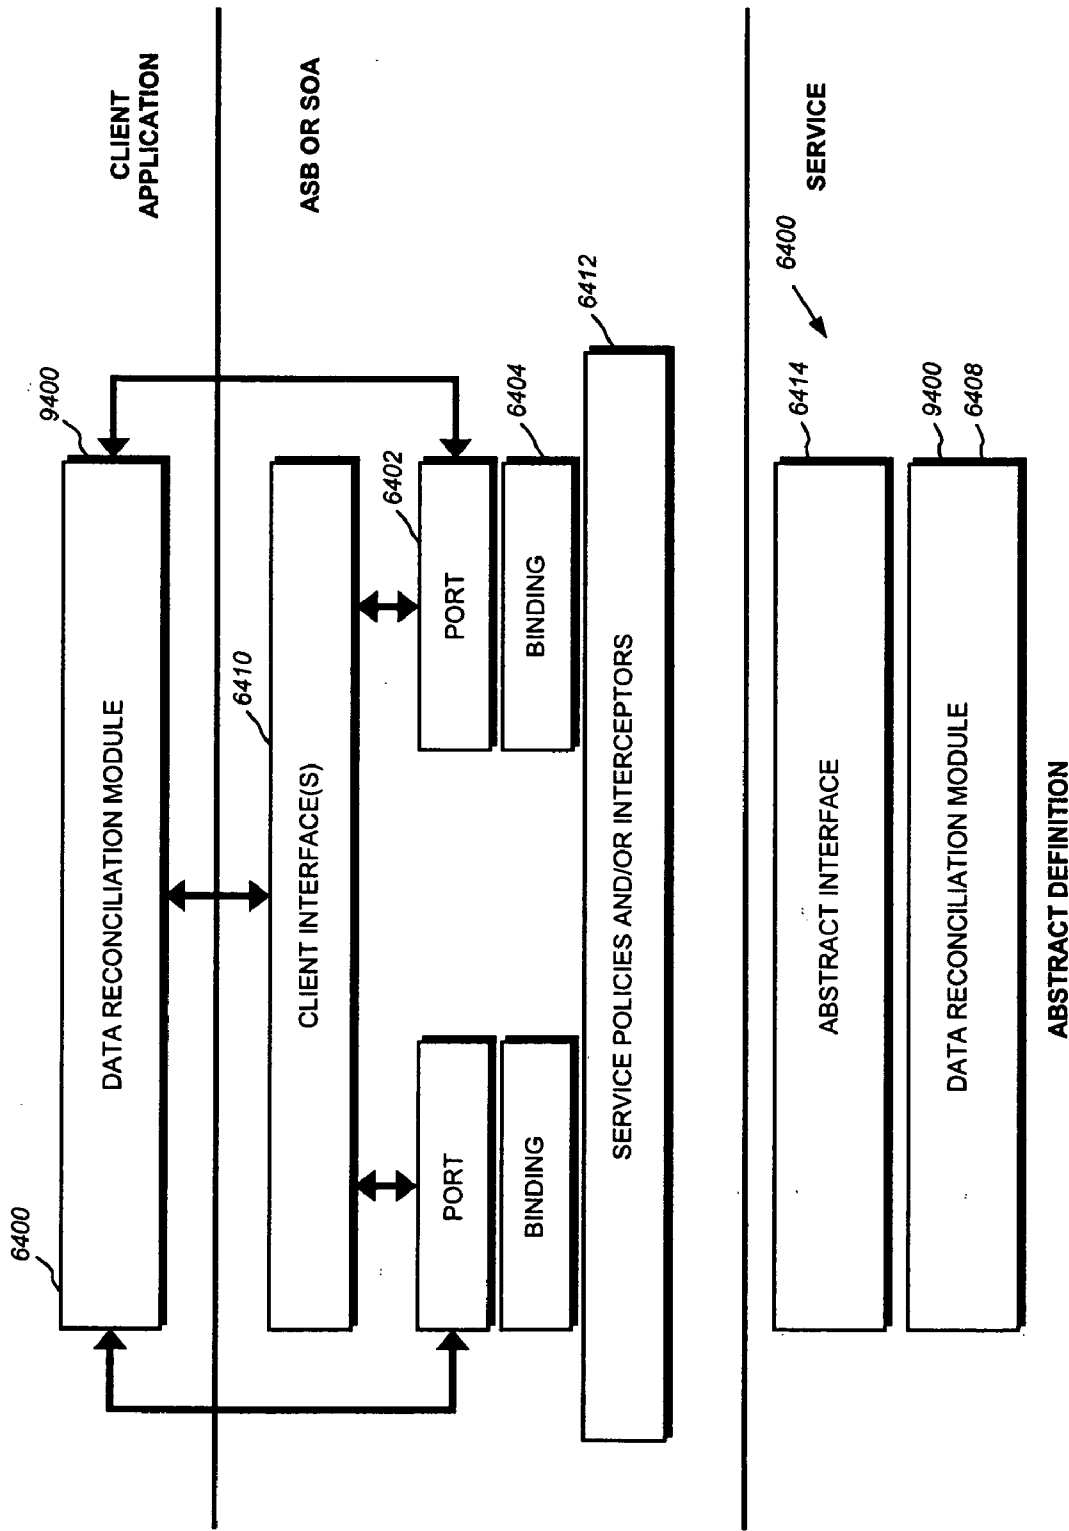 6400
9400
DATA RECONCILIATION MODULE
CLIENT
APPLICATION
6410
CLIENT INTERFACE(S)
ASB OR SOA
6402
PORT
PORT
BINDING
BINDING
6404
SERVICE POLICIES AND/OR INTERCEPTORS
6412
ABSTRACT INTERFACE
6414
6400
SERVICE
DATA RECONCILIATION MODULE
9400
6408
ABSTRACT DEFINITION